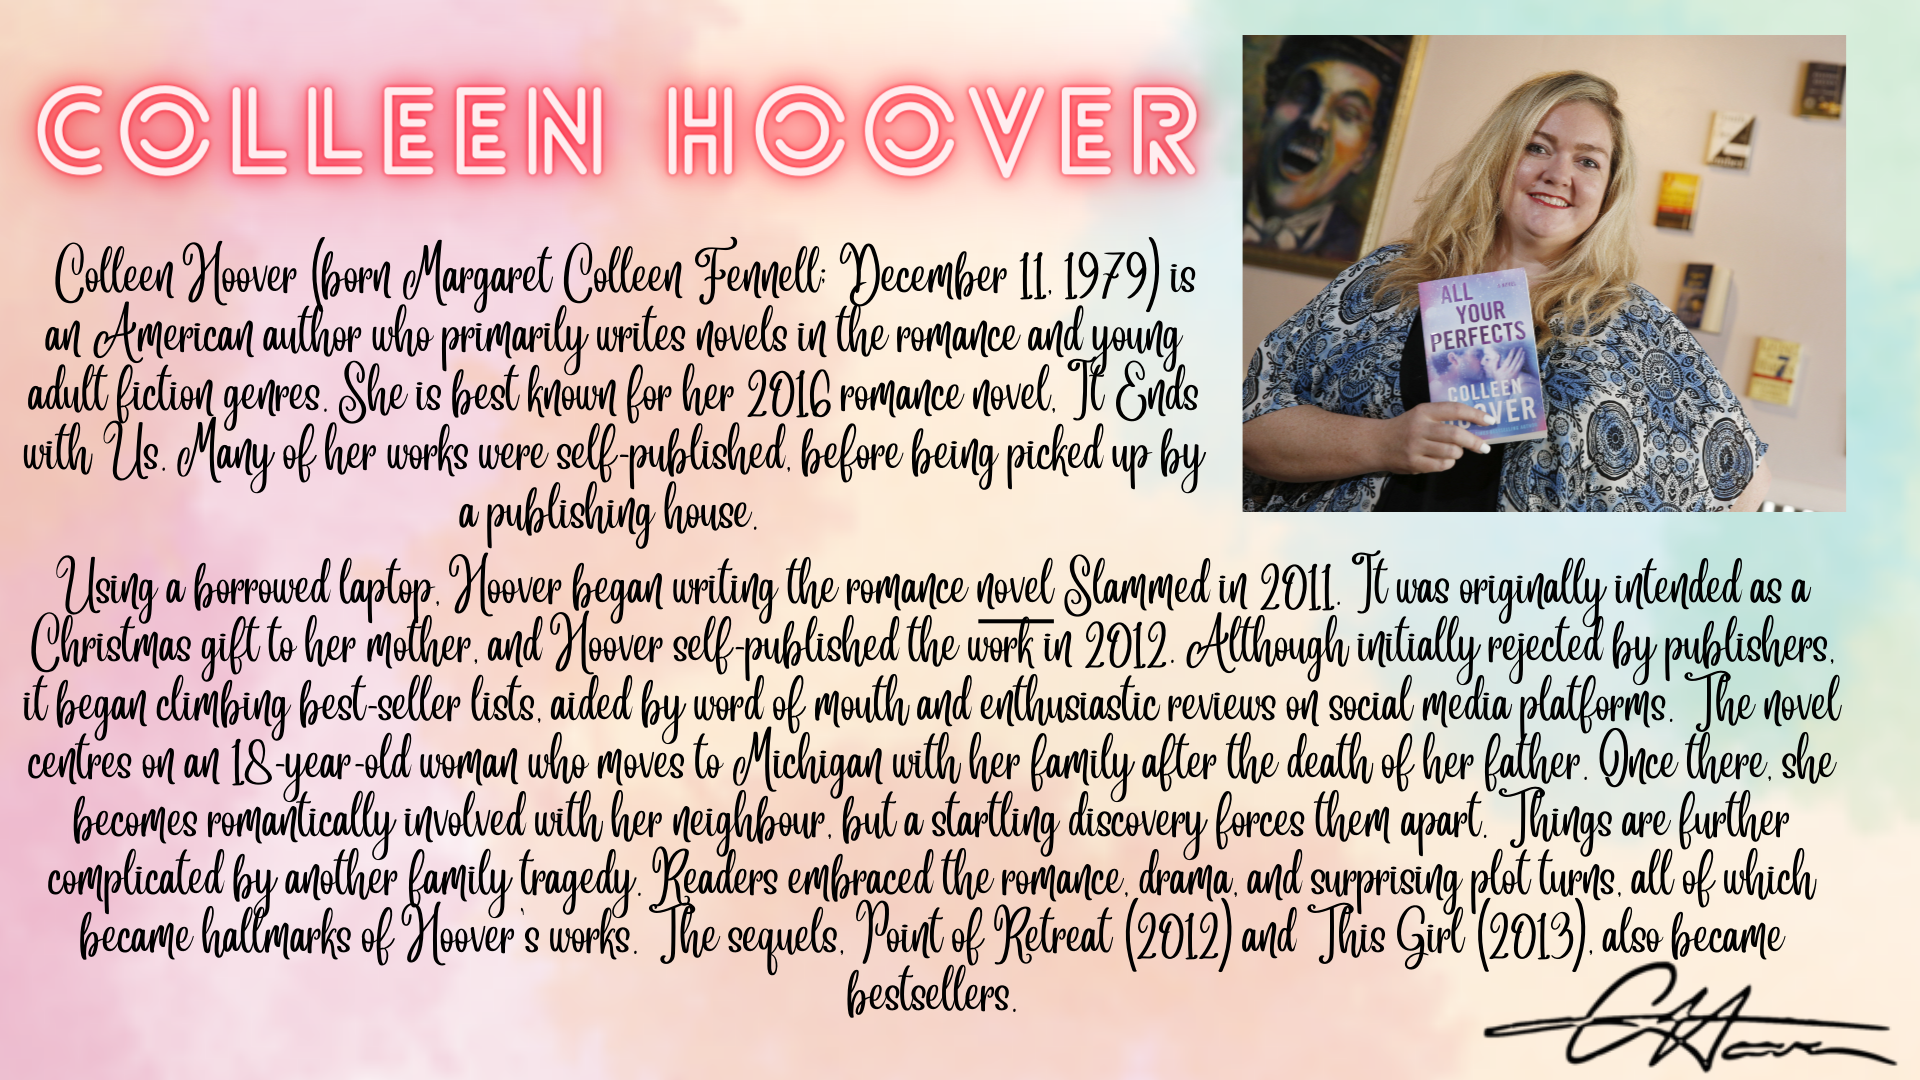 COLLEEN HOOVER
Colleen Hoover (born Margaret Colleen Fennell; December 11, 1979) is
an American author who primarily writes novels in the romance and young
adult fiction genres. She is best known for her 2016 romance novel, It Ends
with Us. Many of her works were self-published, before being picked up by
a publishing house.
ALL
YOUR
PERFECTS
COLLEEN
HOOVER
7
Using a borrowed laptop, Hoover began writing the romance novel Slammed in 2011. It was originally intended as a
Christmas gift to her mother, and Hoover self-published the work in 2012. Although initially rejected by publishers,
it began climbing best-seller lists, aided by word of mouth and enthusiastic reviews on social media platforms. The novel
centres on an 18-year-old woman who moves to Michigan with her family after the death of her father. Once there, she
becomes romantically involved with her neighbour, but a startling discovery forces them apart. Things are further
complicated by another family tragedy. Readers embraced the romance, drama, and surprising plot turns, all of which
became hallmarks of Hoover's works. The sequels, Point of Retreat (2012) and This Girl (2013), also became
bestsellers.